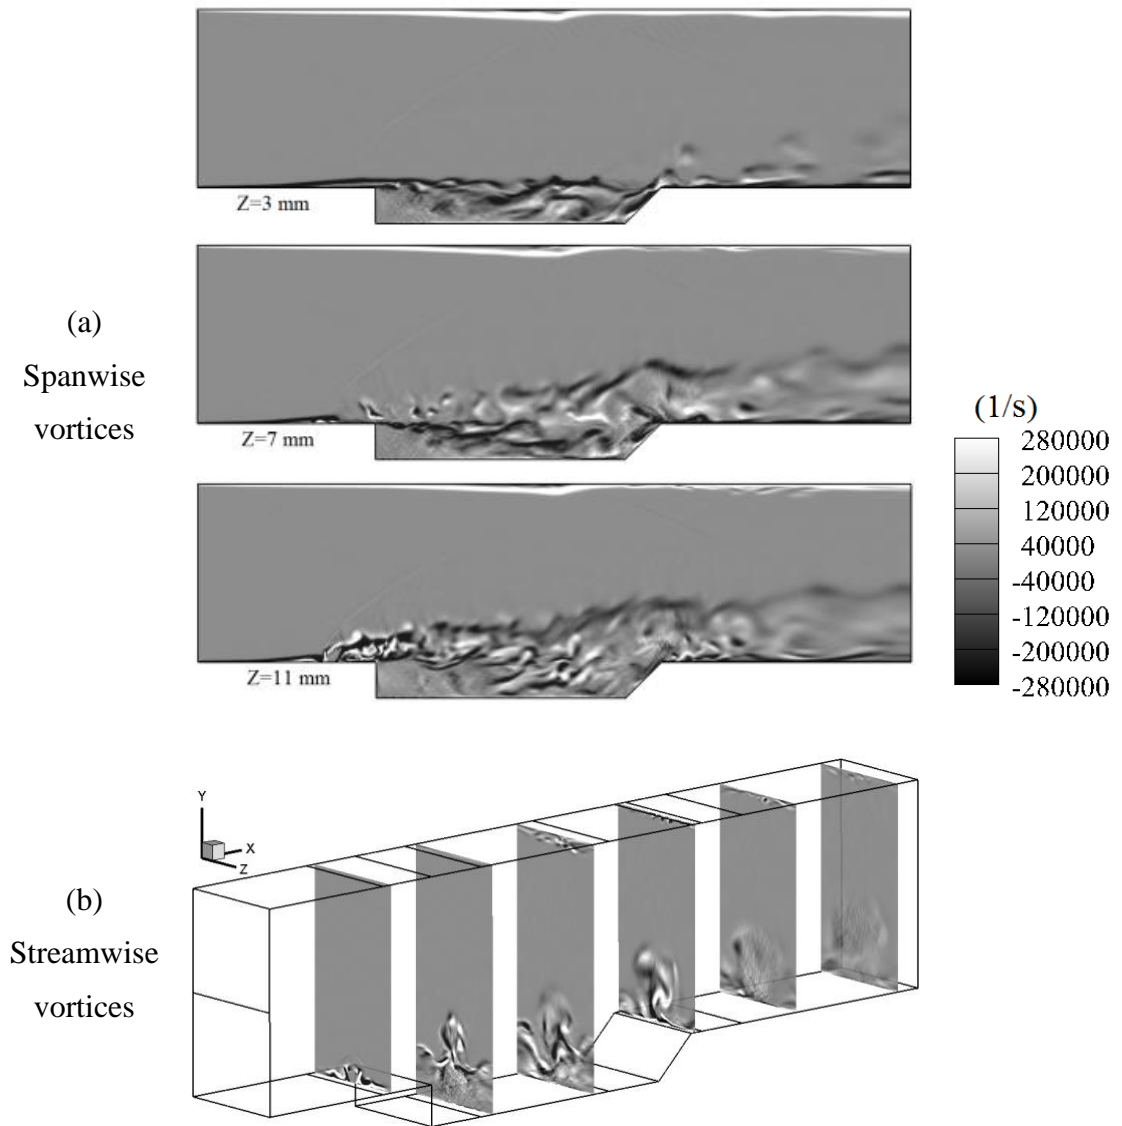 Z=3 mm
(a)
Spanwise
vortices
Z=7 mm
Z=11 mm
(1/s)
280000
200000
120000
40000
-40000
-120000
-200000
-280000
(b)
Streamwise
vortices
Y
X
Z